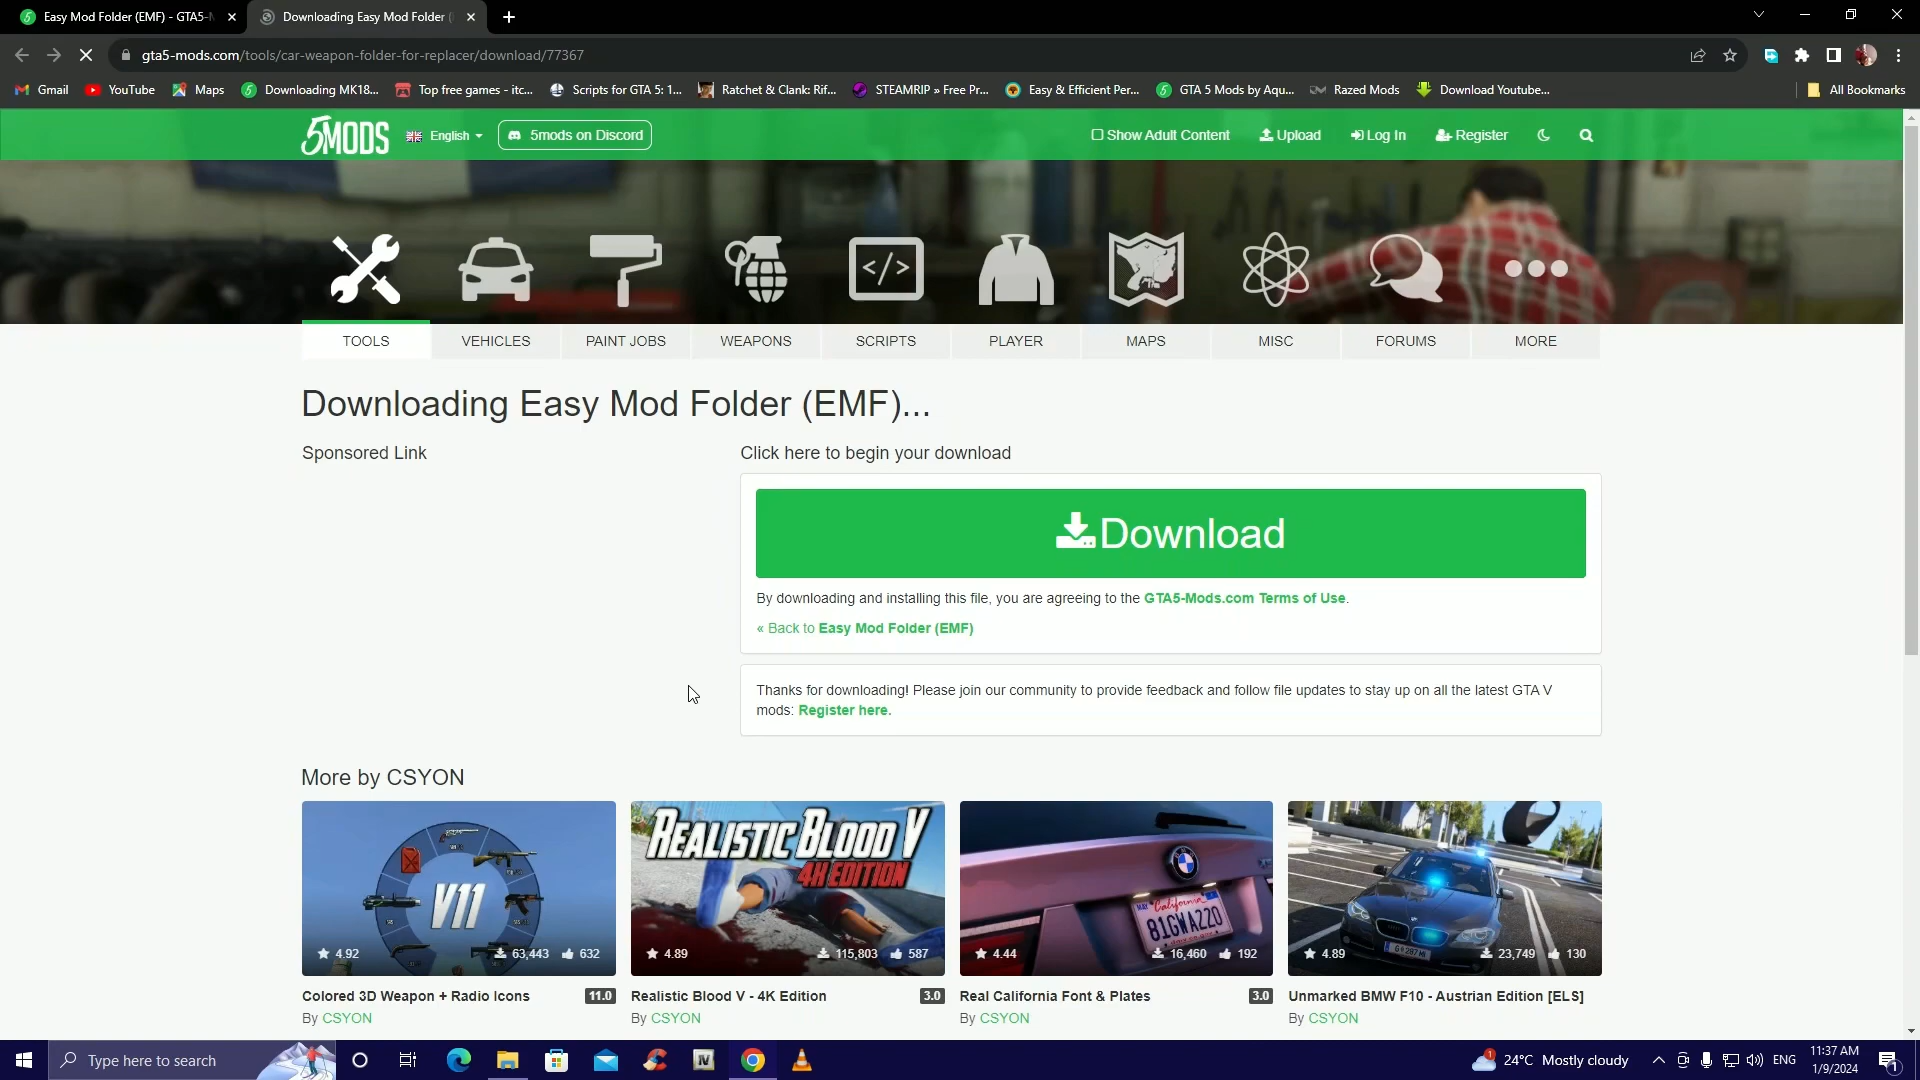 Easy Mod Folder (EMF) - GTA5-M
Downloading Easy Mod Folder (
gta5-mods.com/tools/car-weapon-folder-for-replacer/download/77367
Gmail
YouTube
Maps
Downloading MK18...
Top free games - itc...
Scripts for GTA 5: 1...
Ratchet & Clank: Rif...
STEAMRIP » Free Pr...
Easy & Efficient Per...
GTA 5 Mods by Aqu...
Razed Mods
Download Youtube...
All Bookmarks
5MODS
English
5mods on Discord
Show Adult Content
Upload
Log In
Register
TOOLS
VEHICLES
PAINT JOBS
WEAPONS
SCRIPTS
PLAYER
MAPS
MISC
FORUMS
MORE
Downloading Easy Mod Folder (EMF)...
Sponsored Link
Click here to begin your download
Download
By downloading and installing this file, you are agreeing to the GTA5-Mods.com Terms of Use.
« Back to Easy Mod Folder (EMF)
Thanks for downloading! Please join our community to provide feedback and follow file updates to stay up on all the latest GTA V
mods: Register here.
More by CSYON
V11
4.92
63,443
632
REALISTIC BLOOD V
4K EDITION
4.89
115,803
587
California
81GWAZZ0
4.44
16,460
192
4.89
23,749
130
Colored 3D Weapon + Radio Icons
11.0
By CSYON
Realistic Blood V - 4K Edition
3.0
By CSYON
Real California Font & Plates
3.0
By CSYON
Unmarked BMW F10 - Austrian Edition [ELS]
By CSYON
Type here to search
IV
1
24°C Mostly cloudy
ENG
11:37 AM
1/9/2024
1